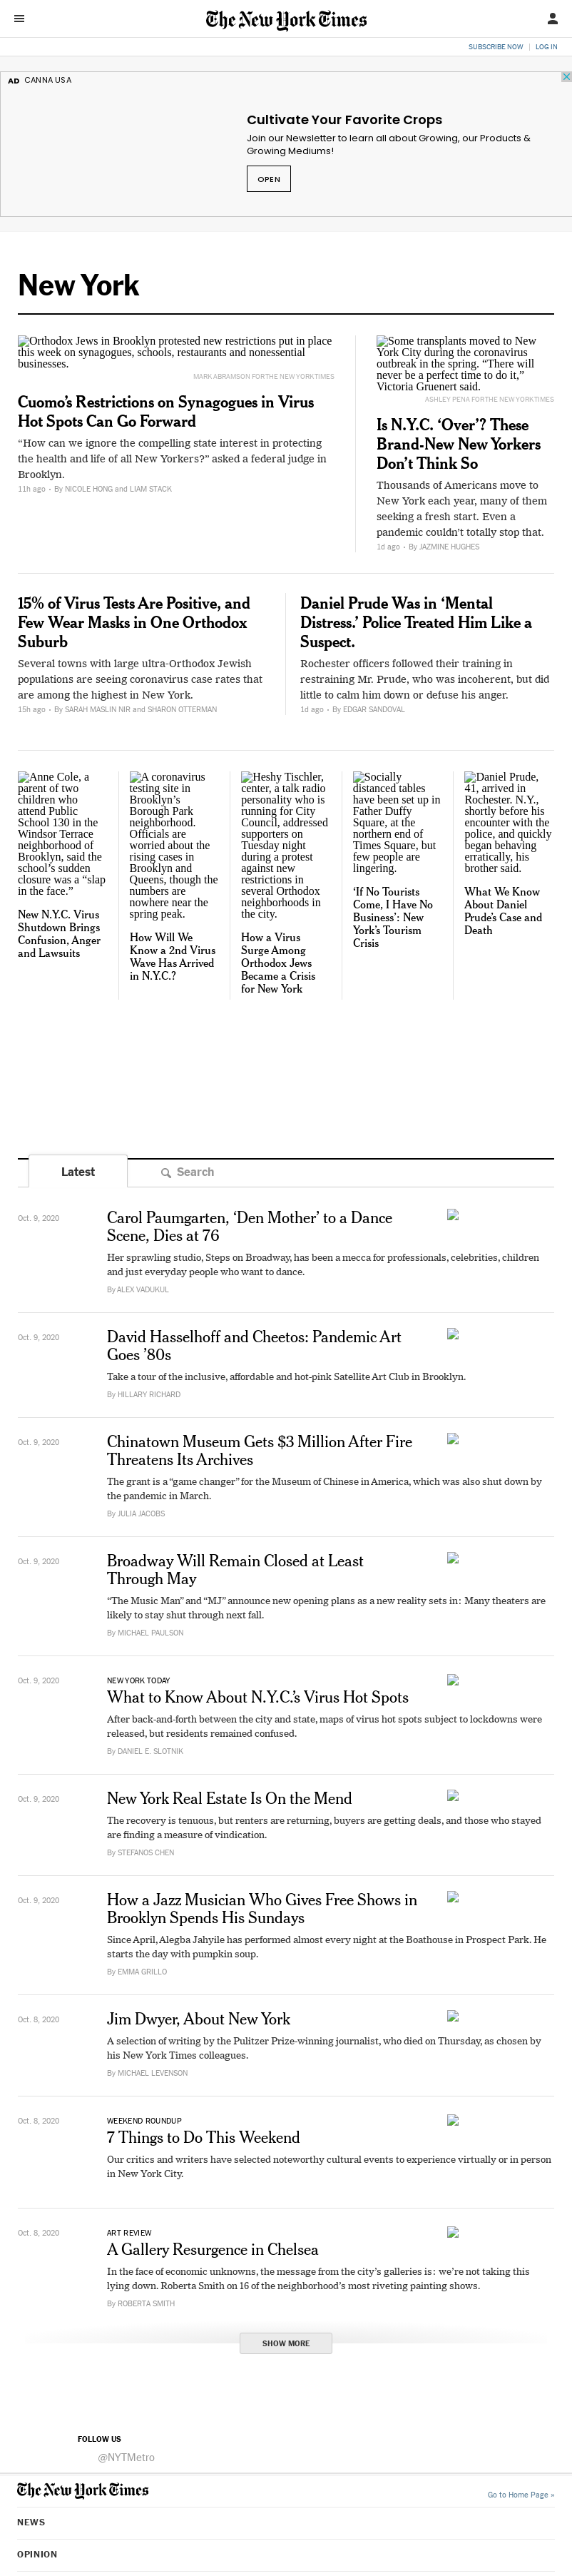 The New York Times
SUBSCRIBE NOW | LOG IN
AD CANNA USA
Cultivate Your Favorite Crops
Join our Newsletter to learn all about Growing, our Products &
Growing Mediums!
OPEN
New York
Orthodox Jews in Brooklyn protested new restrictions put in place
this week on synagogues, schools, restaurants and nonessential
businesses.
MARK ABRAMSON FOR THE NEW YORK TIMES
Cuomo’s Restrictions on Synagogues in Virus
Hot Spots Can Go Forward
“How can we ignore the compelling state interest in protecting
the health and life of all New Yorkers?” asked a federal judge in
Brooklyn.
11h ago • By NICOLE HONG and LIAM STACK
Some transplants moved to New
York City during the coronavirus
outbreak in the spring. “There will
never be a perfect time to do it,”
Victoria Gruenert said.
ASHLEY PENA FOR THE NEW YORK TIMES
Is N.Y.C. ‘Over’? These
Brand-New New Yorkers
Don’t Think So
Thousands of Americans move to
New York each year, many of them
seeking a fresh start. Even a
pandemic couldn’t totally stop that.
1d ago • By JAZMINE HUGHES
15% of Virus Tests Are Positive, and
Few Wear Masks in One Orthodox
Suburb
Several towns with large ultra-Orthodox Jewish
populations are seeing coronavirus case rates that
are among the highest in New York.
15h ago • By SARAH MASLIN NIR and SHARON OTTERMAN
Daniel Prude Was in ‘Mental
Distress.’ Police Treated Him Like a
Suspect.
Rochester officers followed their training in
restraining Mr. Prude, who was incoherent, but did
little to calm him down or defuse his anger.
1d ago • By EDGAR SANDOVAL
Anne Cole, a
parent of two
children who
attend Public
School 130 in the
Windsor Terrace
neighborhood of
Brooklyn, said the
school’s sudden
closure was a “slap
in the face.”
New N.Y.C. Virus
Shutdown Brings
Confusion, Anger
and Lawsuits
A coronavirus
testing site in
Brooklyn’s
Borough Park
neighborhood.
Officials are
worried about the
rising cases in
Brooklyn and
Queens, though the
numbers are
nowhere near the
spring peak.
How Will We
Know a 2nd Virus
Wave Has Arrived
in N.Y.C.?
Heshy Tischler,
center, a talk radio
personality who is
running for City
Council, addressed
supporters on
Tuesday night
during a protest
against new
restrictions in
several Orthodox
neighborhoods in
the city.
How a Virus
Surge Among
Orthodox Jews
Became a Crisis
for New York
Socially
distanced tables
have been set up in
Father Duffy
Square, at the
northern end of
Times Square, but
few people are
lingering.
‘If No Tourists
Come, I Have No
Business’: New
York’s Tourism
Crisis
Daniel Prude,
41, arrived in
Rochester. N.Y.,
shortly before his
encounter with the
police, and quickly
began behaving
erratically, his
brother said.
What We Know
About Daniel
Prude’s Case and
Death
Latest
Search
Oct. 9, 2020
Carol Paumgarten, ‘Den Mother’ to a Dance
Scene, Dies at 76
Her sprawling studio, Steps on Broadway, has been a mecca for professionals, celebrities, children
and just everyday people who want to dance.
By ALEX VADUKUL
Oct. 9, 2020
David Hasselhoff and Cheetos: Pandemic Art
Goes ’80s
Take a tour of the inclusive, affordable and hot-pink Satellite Art Club in Brooklyn.
By HILLARY RICHARD
Oct. 9, 2020
Chinatown Museum Gets $3 Million After Fire
Threatens Its Archives
The grant is a “game changer” for the Museum of Chinese in America, which was also shut down by
the pandemic in March.
By JULIA JACOBS
Oct. 9, 2020
Broadway Will Remain Closed at Least
Through May
“The Music Man” and “MJ” announce new opening plans as a new reality sets in: Many theaters are
likely to stay shut through next fall.
By MICHAEL PAULSON
Oct. 9, 2020
NEW YORK TODAY
What to Know About N.Y.C.’s Virus Hot Spots
After back-and-forth between the city and state, maps of virus hot spots subject to lockdowns were
released, but residents remained confused.
By DANIEL E. SLOTNIK
Oct. 9, 2020
New York Real Estate Is On the Mend
The recovery is tenuous, but renters are returning, buyers are getting deals, and those who stayed
are finding a measure of vindication.
By STEFANOS CHEN
Oct. 9, 2020
How a Jazz Musician Who Gives Free Shows in
Brooklyn Spends His Sundays
Since April, Alegba Jahyile has performed almost every night at the Boathouse in Prospect Park. He
starts the day with pumpkin soup.
By EMMA GRILLO
Oct. 8, 2020
Jim Dwyer, About New York
A selection of writing by the Pulitzer Prize-winning journalist, who died on Thursday, as chosen by
his New York Times colleagues.
By MICHAEL LEVENSON
Oct. 8, 2020
WEEKEND ROUNDUP
7 Things to Do This Weekend
Our critics and writers have selected noteworthy cultural events to experience virtually or in person
in New York City.
Oct. 8, 2020
ART REVIEW
A Gallery Resurgence in Chelsea
In the face of economic unknowns, the message from the city’s galleries is: we’re not taking this
lying down. Roberta Smith on 16 of the neighborhood’s most riveting painting shows.
By ROBERTA SMITH
SHOW MORE
FOLLOW US
@NYTMetro
The New York Times
Go to Home Page »
NEWS
OPINION